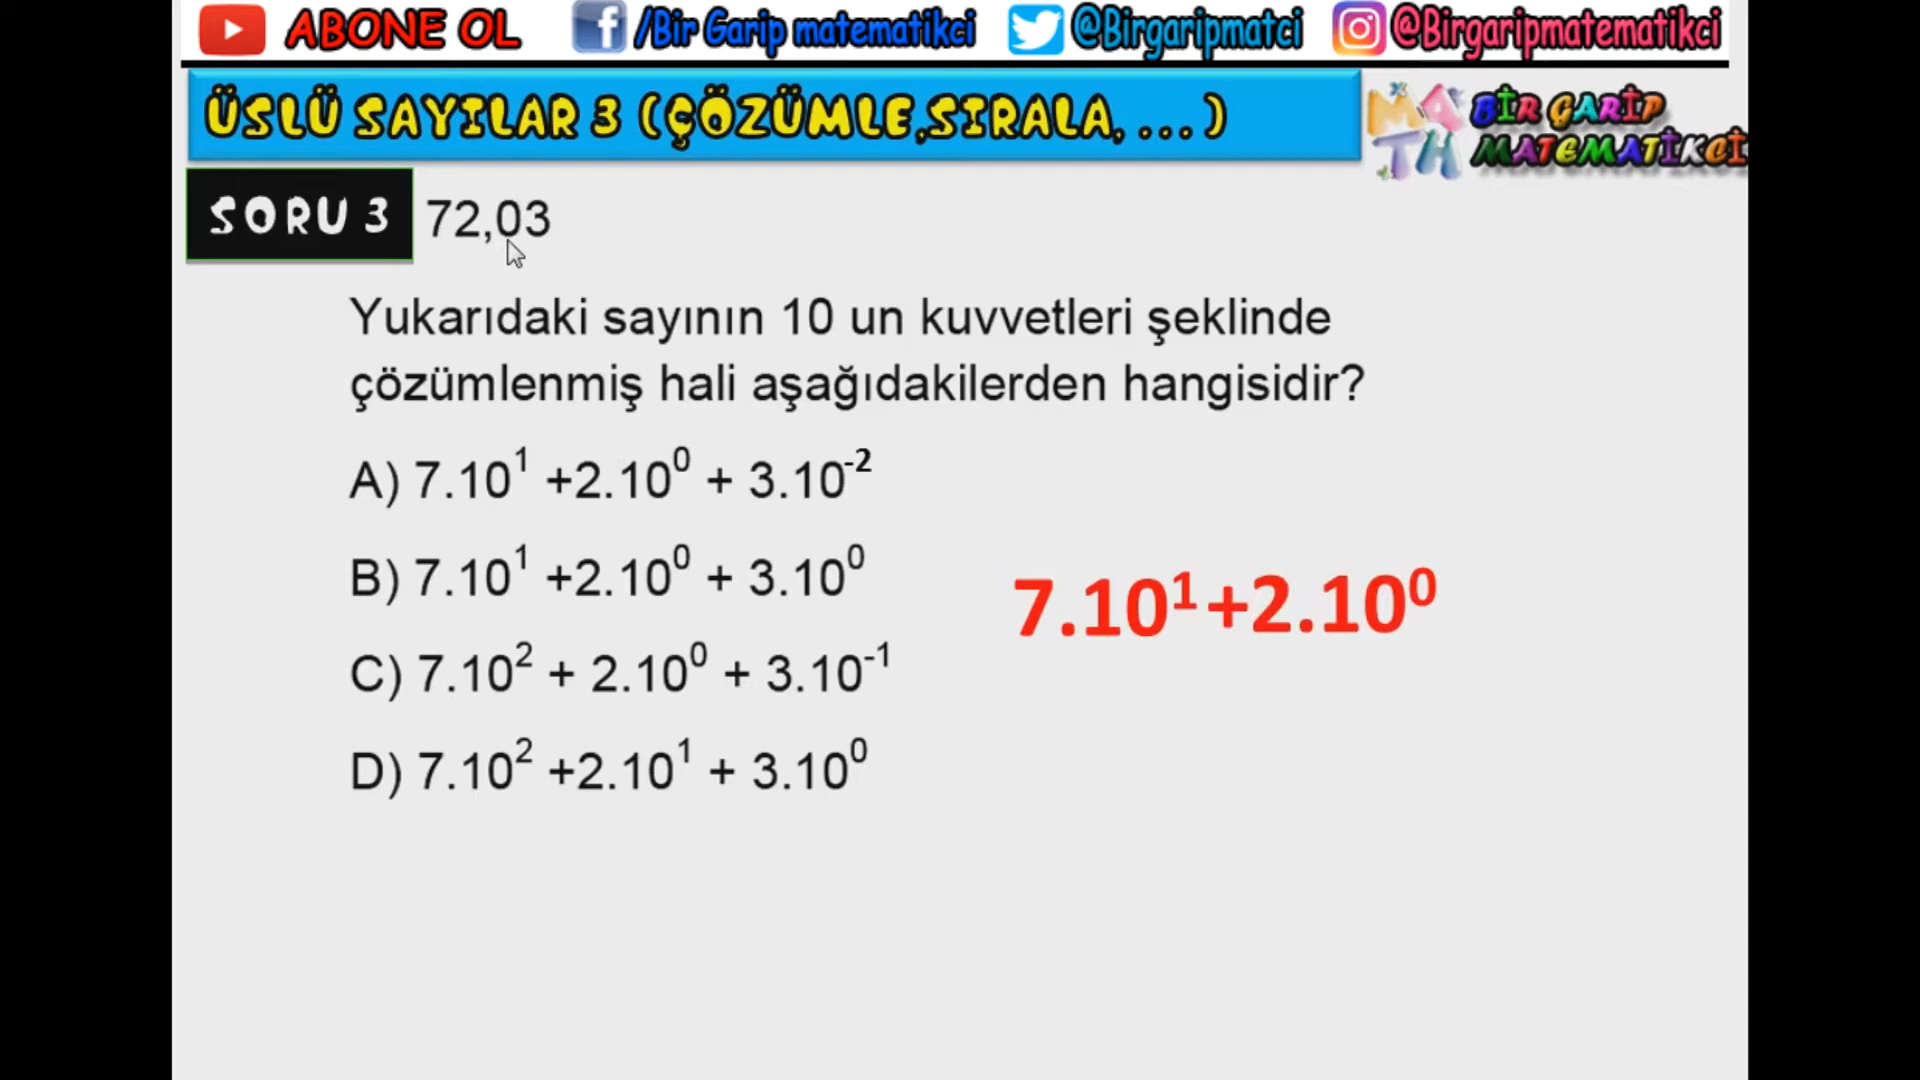 ABONE OL /Bir Garip matematikci @Birgaripmatci @Birgaripmatematikci
ÜSLÜ SAYILAR 3 (ÇÖZÜMLE,SIRALA, ... )
MATH BİR GARİP
MATEMATİKCİ
SORU 3 72,03
Yukarıdaki sayının 10 un kuvvetleri şeklinde
çözümlenmiş hali aşağıdakilerden hangisidir?
A) 7.10¹ +2.10⁰ + 3.10⁻²
B) 7.10¹ +2.10⁰ + 3.10⁰
7.10¹+2.10⁰
C) 7.10² + 2.10⁰ + 3.10⁻¹
D) 7.10² +2.10¹ + 3.10⁰